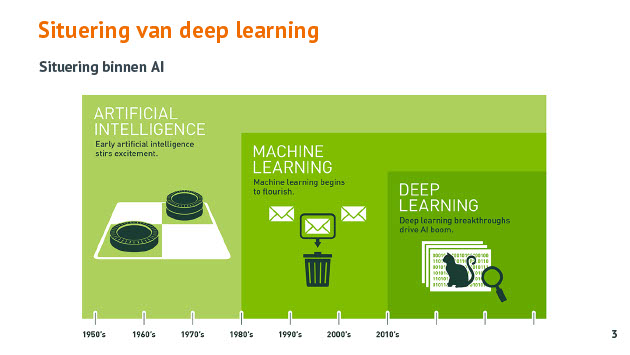 Situering van deep learning
Situering binnen AI
ARTIFICIAL
INTELLIGENCE
Early artificial intelligence
stirs excitement.
MACHINE
LEARNING
Machine learning begins
to flourish.
DEEP
LEARNING
Deep learning breakthroughs
drive AI boom.
1950's 1960's 1970's 1980's 1990's 2000's 2010's
3